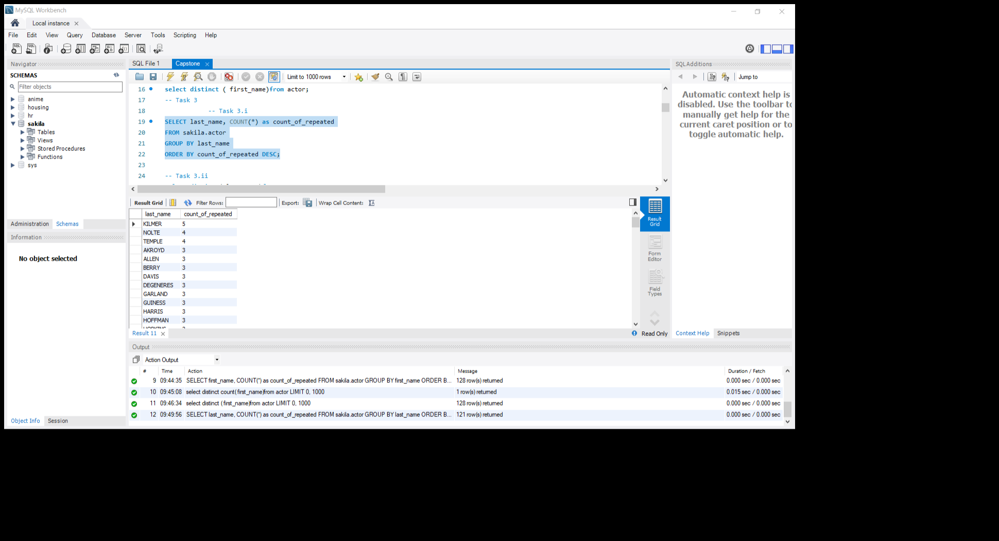 MySQL Workbench
Local instance
File Edit View Query Database Server Tools Scripting Help
Navigator
SCHEMAS
Filter objects
anime
housing
hr
sakila
Tables
Views
Stored Procedures
Functions
sys
Administration Schemas
Information
No object selected
Object Info Session
SQL File 1 Capstone
Limit to 1000 rows
16 select distinct ( first_name)from actor;
17 -- Task 3
18 -- Task 3.i
19 SELECT last_name, COUNT(*) as count_of_repeated
20 FROM sakila.actor
21 GROUP BY last_name
22 ORDER BY count_of_repeated DESC;
23
24 -- Task 3.ii
Result Grid Filter Rows: Export: Wrap Cell Content:
last_name count_of_repeated
KILMER 5
NOLTE 4
TEMPLE 4
AKROYD 3
ALLEN 3
BERRY 3
DAVIS 3
DEGENERES 3
GARLAND 3
GUINESS 3
HARRIS 3
HOFFMAN 3
Result Grid
Form Editor
Field Types
Result 11
Read Only
SQLAdditions
Jump to
Automatic context help is
disabled. Use the toolbar to
manually get help for the
current caret position or to
toggle automatic help.
Context Help Snippets
Output
Action Output
# Time Action Message Duration / Fetch
9 09:44:35 SELECT first_name, COUNT(*) as count_of_repeated FROM sakila.actor GROUP BY first_name ORDER B... 128 row(s) returned 0.000 sec / 0.000 sec
10 09:45:08 select distinct count( first_name)from actor LIMIT 0, 1000 1 row(s) returned 0.015 sec / 0.000 sec
11 09:46:34 select distinct ( first_name)from actor LIMIT 0, 1000 128 row(s) returned 0.000 sec / 0.000 sec
12 09:49:56 SELECT last_name, COUNT(*) as count_of_repeated FROM sakila.actor GROUP BY last_name ORDER B... 121 row(s) returned 0.000 sec / 0.000 sec